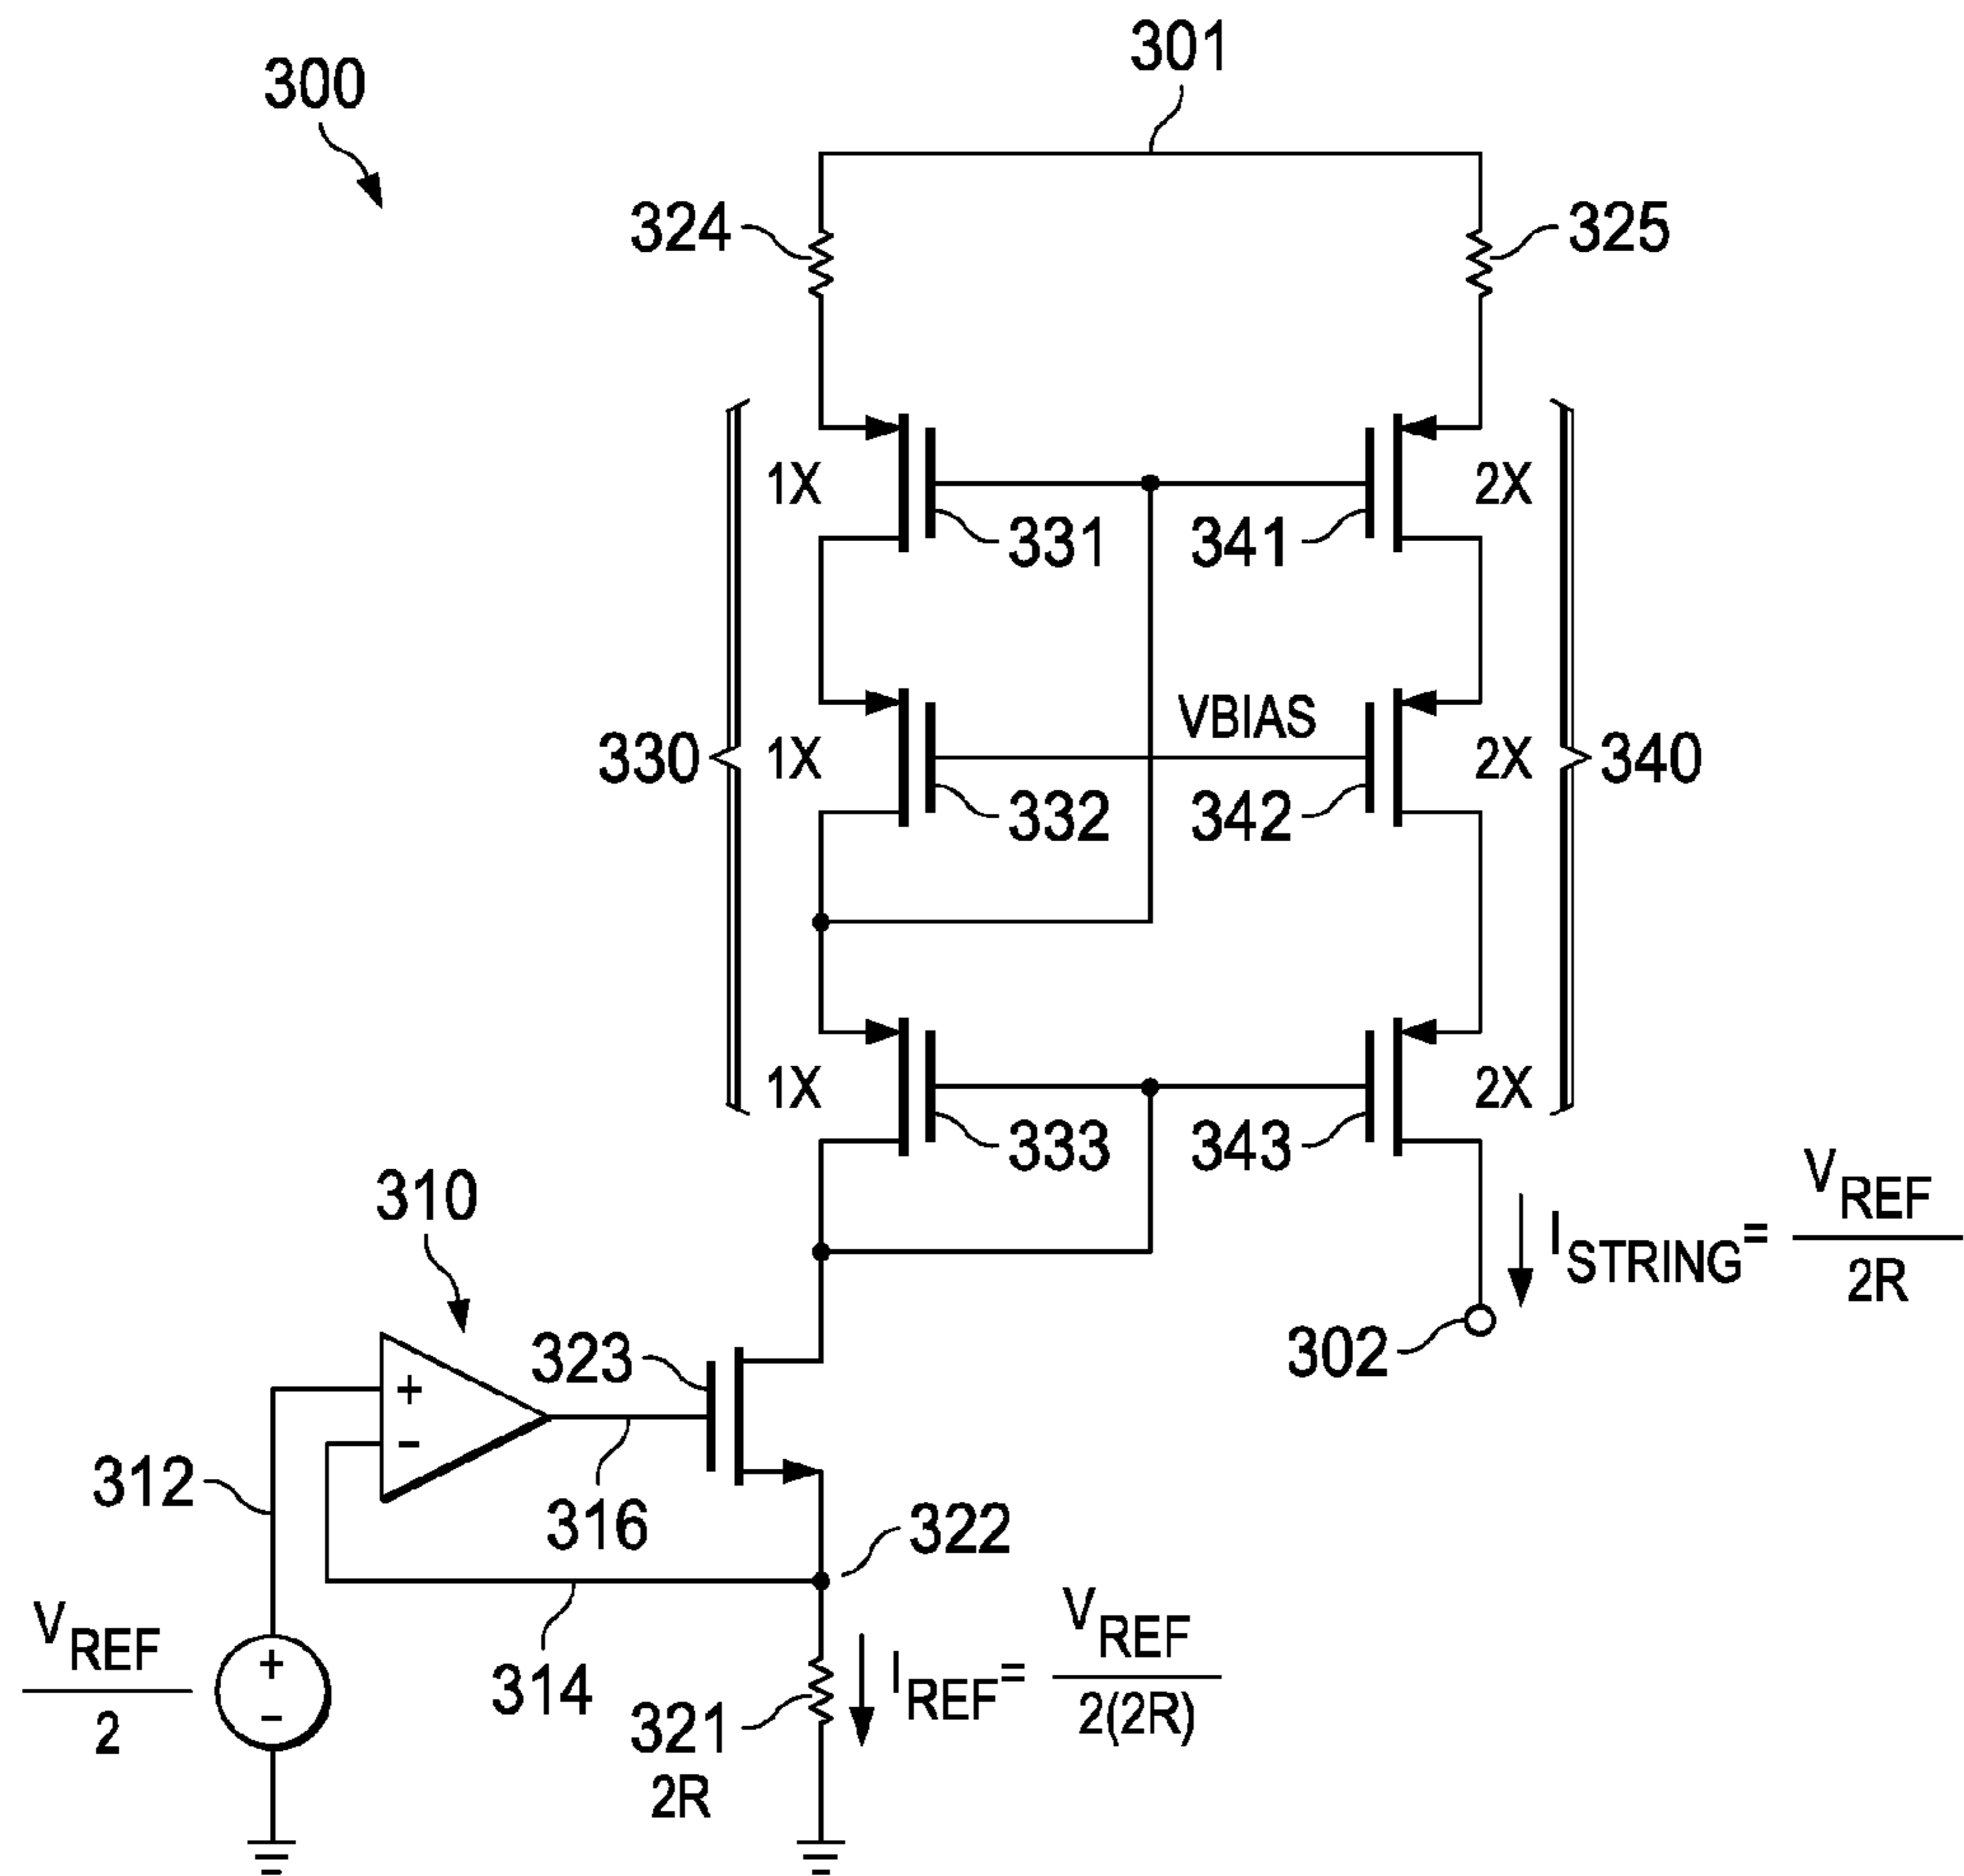 301
300
324
325
1X
2X
331
341
VBIAS
330
1X
2X
340
332
342
1X
2X
333
343
310
I STRING = V REF / 2R
323
302
+
-
312
316
322
V REF / 2
+
-
314
321
2R
I REF = V REF / 2(2R)